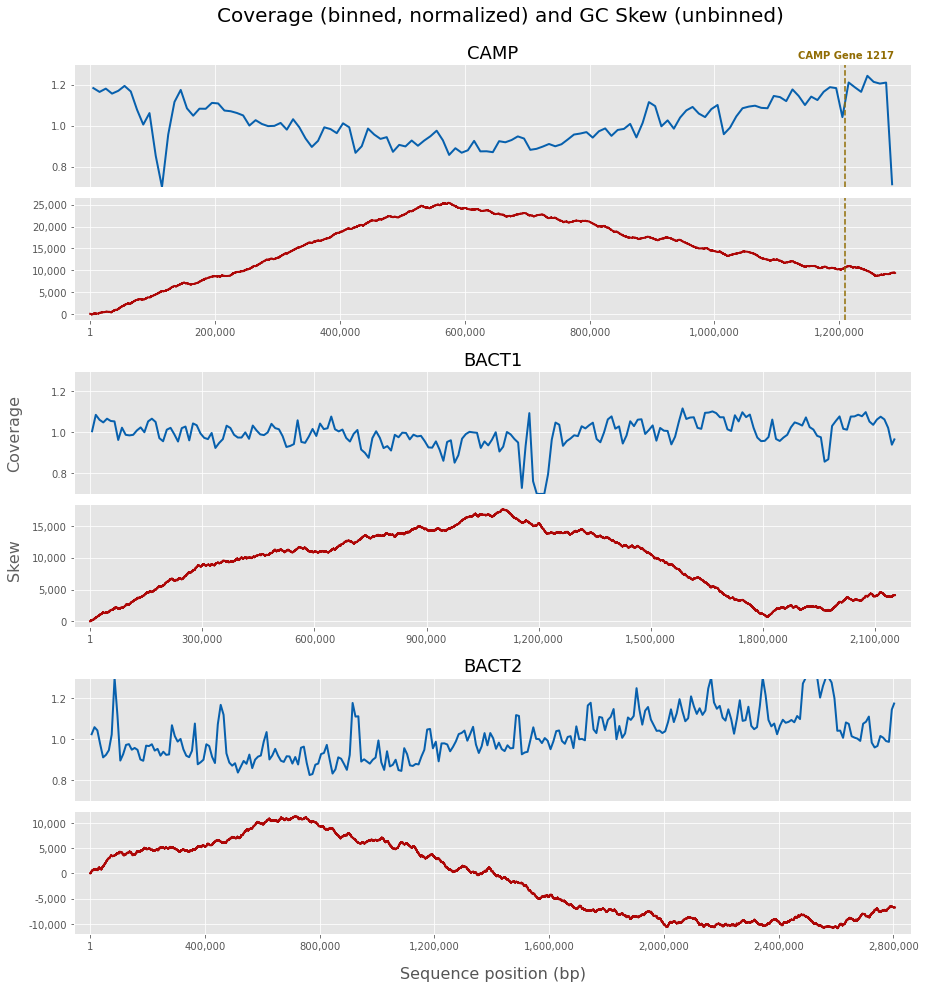 Coverage (binned, normalized) and GC Skew (unbinned)
CAMP
CAMP Gene 1217
1.2
1.0
0.8
25,000
20,000
15,000
10,000
5,000
0
1 200,000 400,000 600,000 800,000 1,000,000 1,200,000
BACT1
Coverage
1.2
1.0
0.8
Skew
15,000
10,000
5,000
0
1 300,000 600,000 900,000 1,200,000 1,500,000 1,800,000 2,100,000
BACT2
1.2
1.0
0.8
10,000
5,000
0
-5,000
-10,000
1 400,000 800,000 1,200,000 1,600,000 2,000,000 2,400,000 2,800,000
Sequence position (bp)